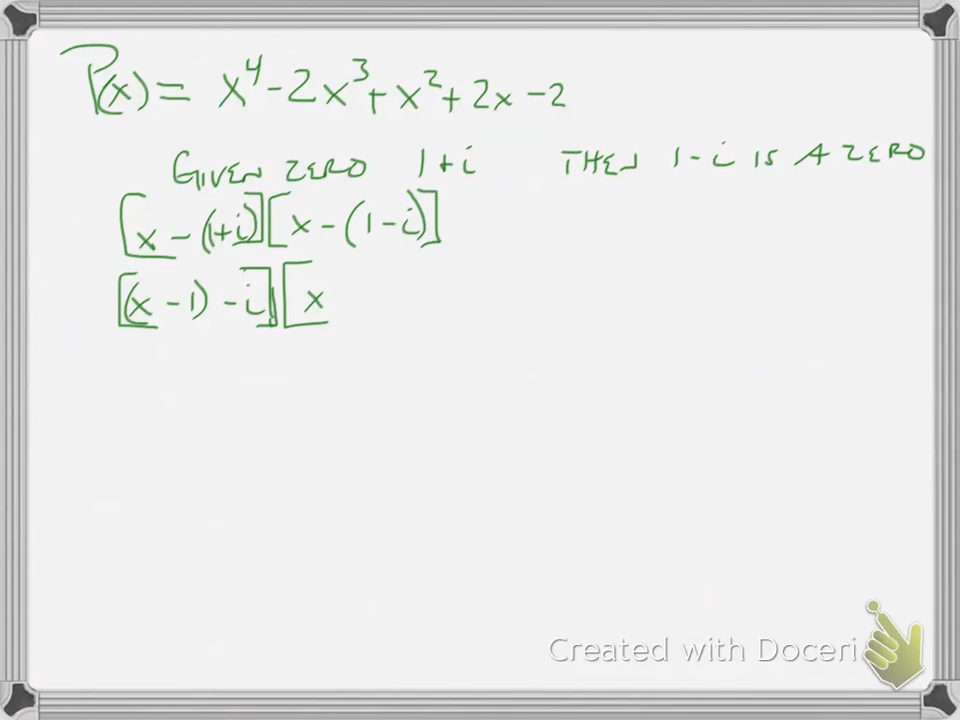 P(x) = x⁴ - 2x³ + x² + 2x - 2
GIVEN ZERO 1+i THEN 1-i IS A ZERO
[x - (1+i)][x - (1-i)]
[(x - 1) - i][x
Created with Doceri